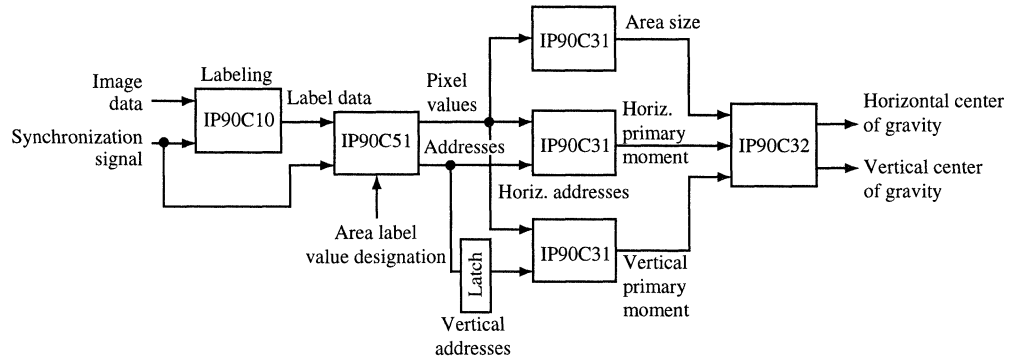 Image
data
Synchronization
signal
Labeling
IP90C10
Label data
IP90C51
Area label
value designation
Pixel
values
Addresses
Horiz. addresses
Latch
Vertical
addresses
IP90C31
Area size
IP90C31
Horiz.
primary
moment
IP90C31
Vertical
primary
moment
IP90C32
Horizontal center
of gravity
Vertical center
of gravity